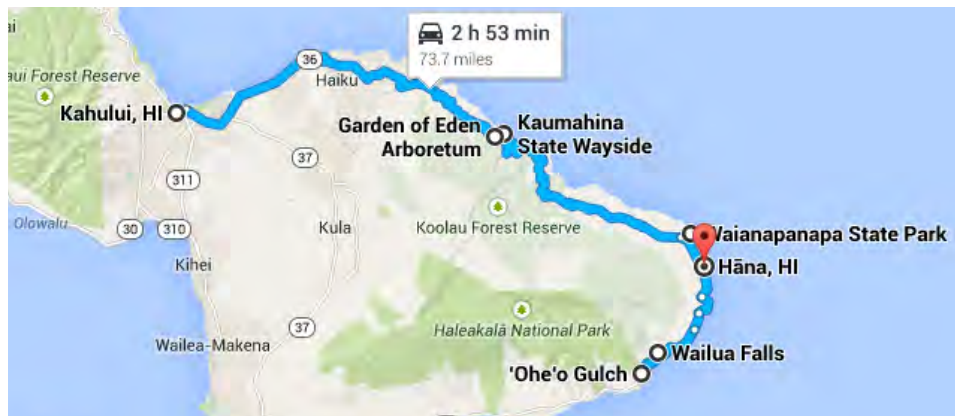 2 h 53 min
73.7 miles
36
Haiku
aui Forest Reserve
Kahului, HI
Garden of Eden
Arboretum
Kaumahina
State Wayside
37
311
Koolau Forest Reserve
Olowalu
30
310
Kula
Waianapanapa State Park
Kihei
Hāna, HI
37
Haleakalā National Park
Wailea-Makena
Wailua Falls
'Ohe'o Gulch